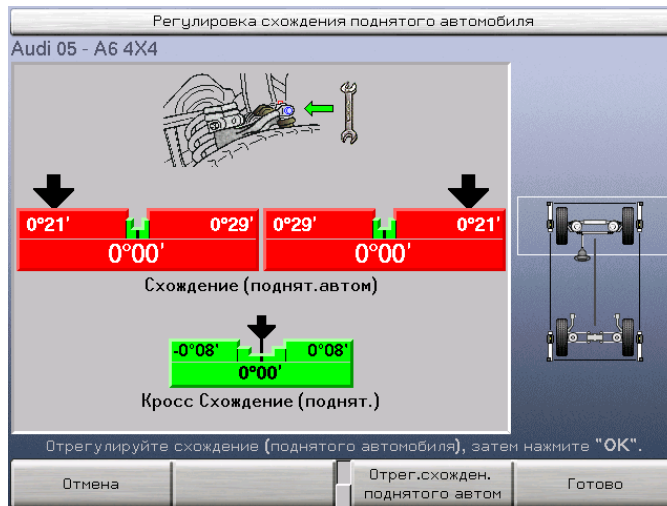 Регулировка схождения поднятого автомобиля
Audi 05 - A6 4X4
0°21' 0°29' 0°29' 0°21'
0°00' 0°00'
Схождение (поднят.автом)
-0°08' 0°08'
0°00'
Кросс Схождение (поднят.)
Отрегулируйте схождение (поднятого автомобиля), затем нажмите "OK".
Отмена
Отрег.схожден.
поднятого автом
Готово